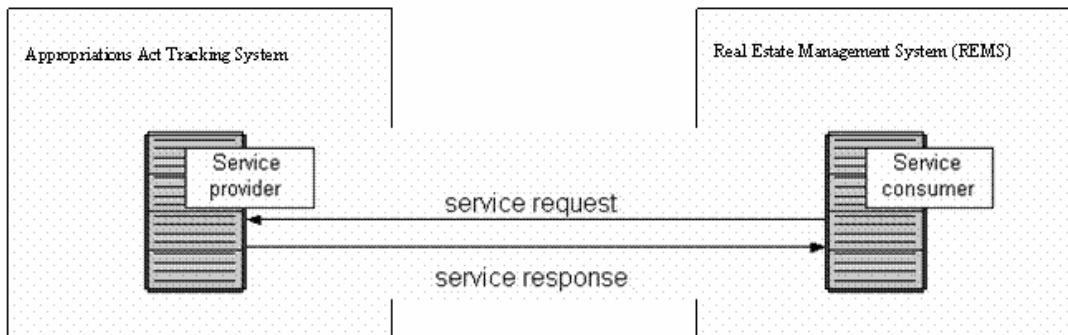 Appropriations Act Tracking System
Real Estate Management System (REMS)
Service
provider
Service
consumer
service request
service response